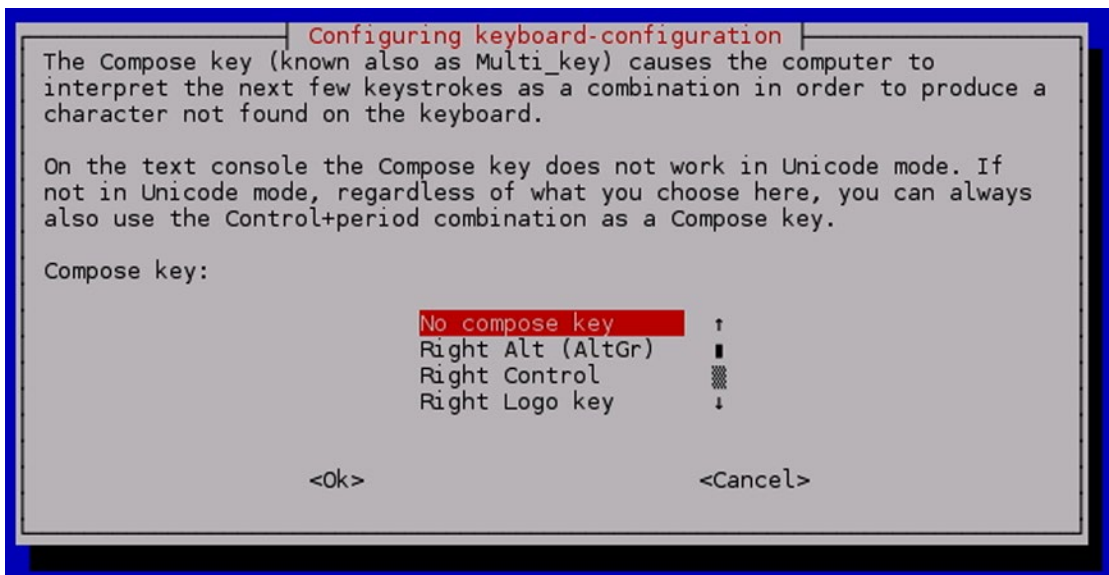 Configuring keyboard-configuration
The Compose key (known also as Multi_key) causes the computer to
interpret the next few keystrokes as a combination in order to produce a
character not found on the keyboard.
On the text console the Compose key does not work in Unicode mode. If
not in Unicode mode, regardless of what you choose here, you can always
also use the Control+period combination as a Compose key.
Compose key:
No compose key
Right Alt (AltGr)
Right Control
Right Logo key
<Ok> <Cancel>